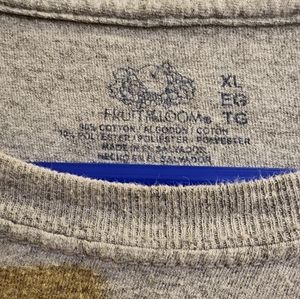 FRUIT OF THE LOOM®
XL
EG
TG
90% COTTON / ALGODON / COTON
10% POLYESTER / POLIESTER / POLYESTER
MADE IN EL SALVADOR
HECHO EN EL SALVADOR